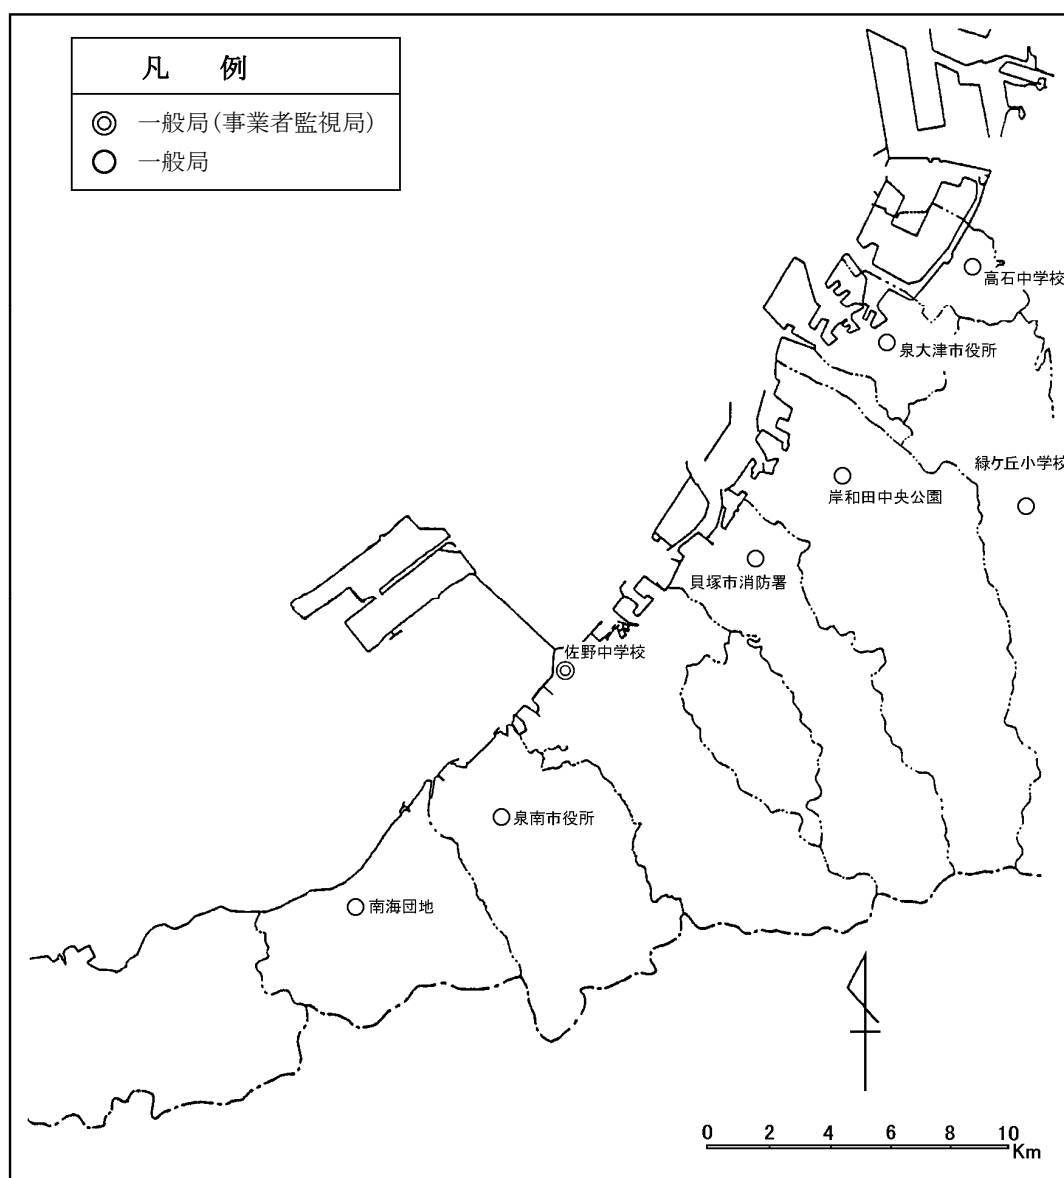 凡　例
一般局(事業者監視局)
一般局
高石中学校
泉大津市役所
緑ケ丘小学校
岸和田中央公園
貝塚市消防署
佐野中学校
泉南市役所
南海団地
0 2 4 6 8 10
Km